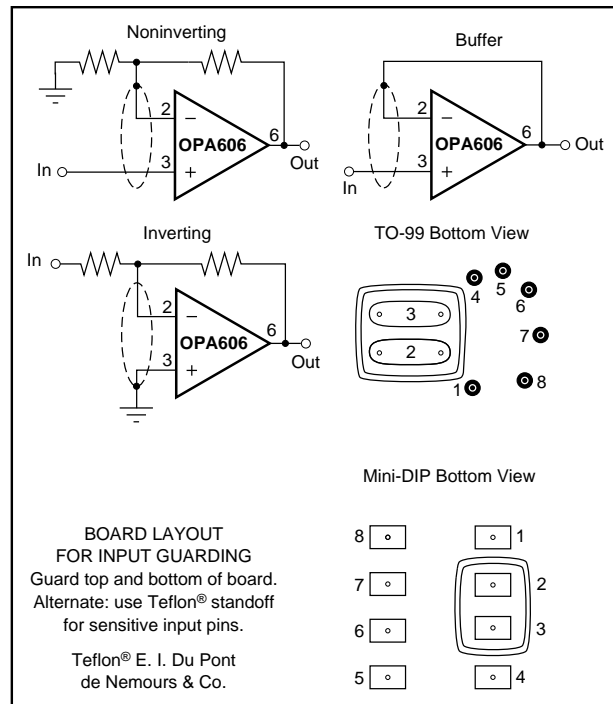 Noninverting
2
−
OPA606
6
3
+
In
Out
Buffer
2
−
OPA606
6
3
+
In
Out
Inverting
In
2
−
OPA606
6
3
+
Out
TO-99 Bottom View
3
2
4
5
6
7
8
1
Mini-DIP Bottom View
8
1
7
2
6
3
5
4
BOARD LAYOUT
FOR INPUT GUARDING
Guard top and bottom of board.
Alternate: use Teflon® standoff
for sensitive input pins.
Teflon® E. I. Du Pont
de Nemours & Co.